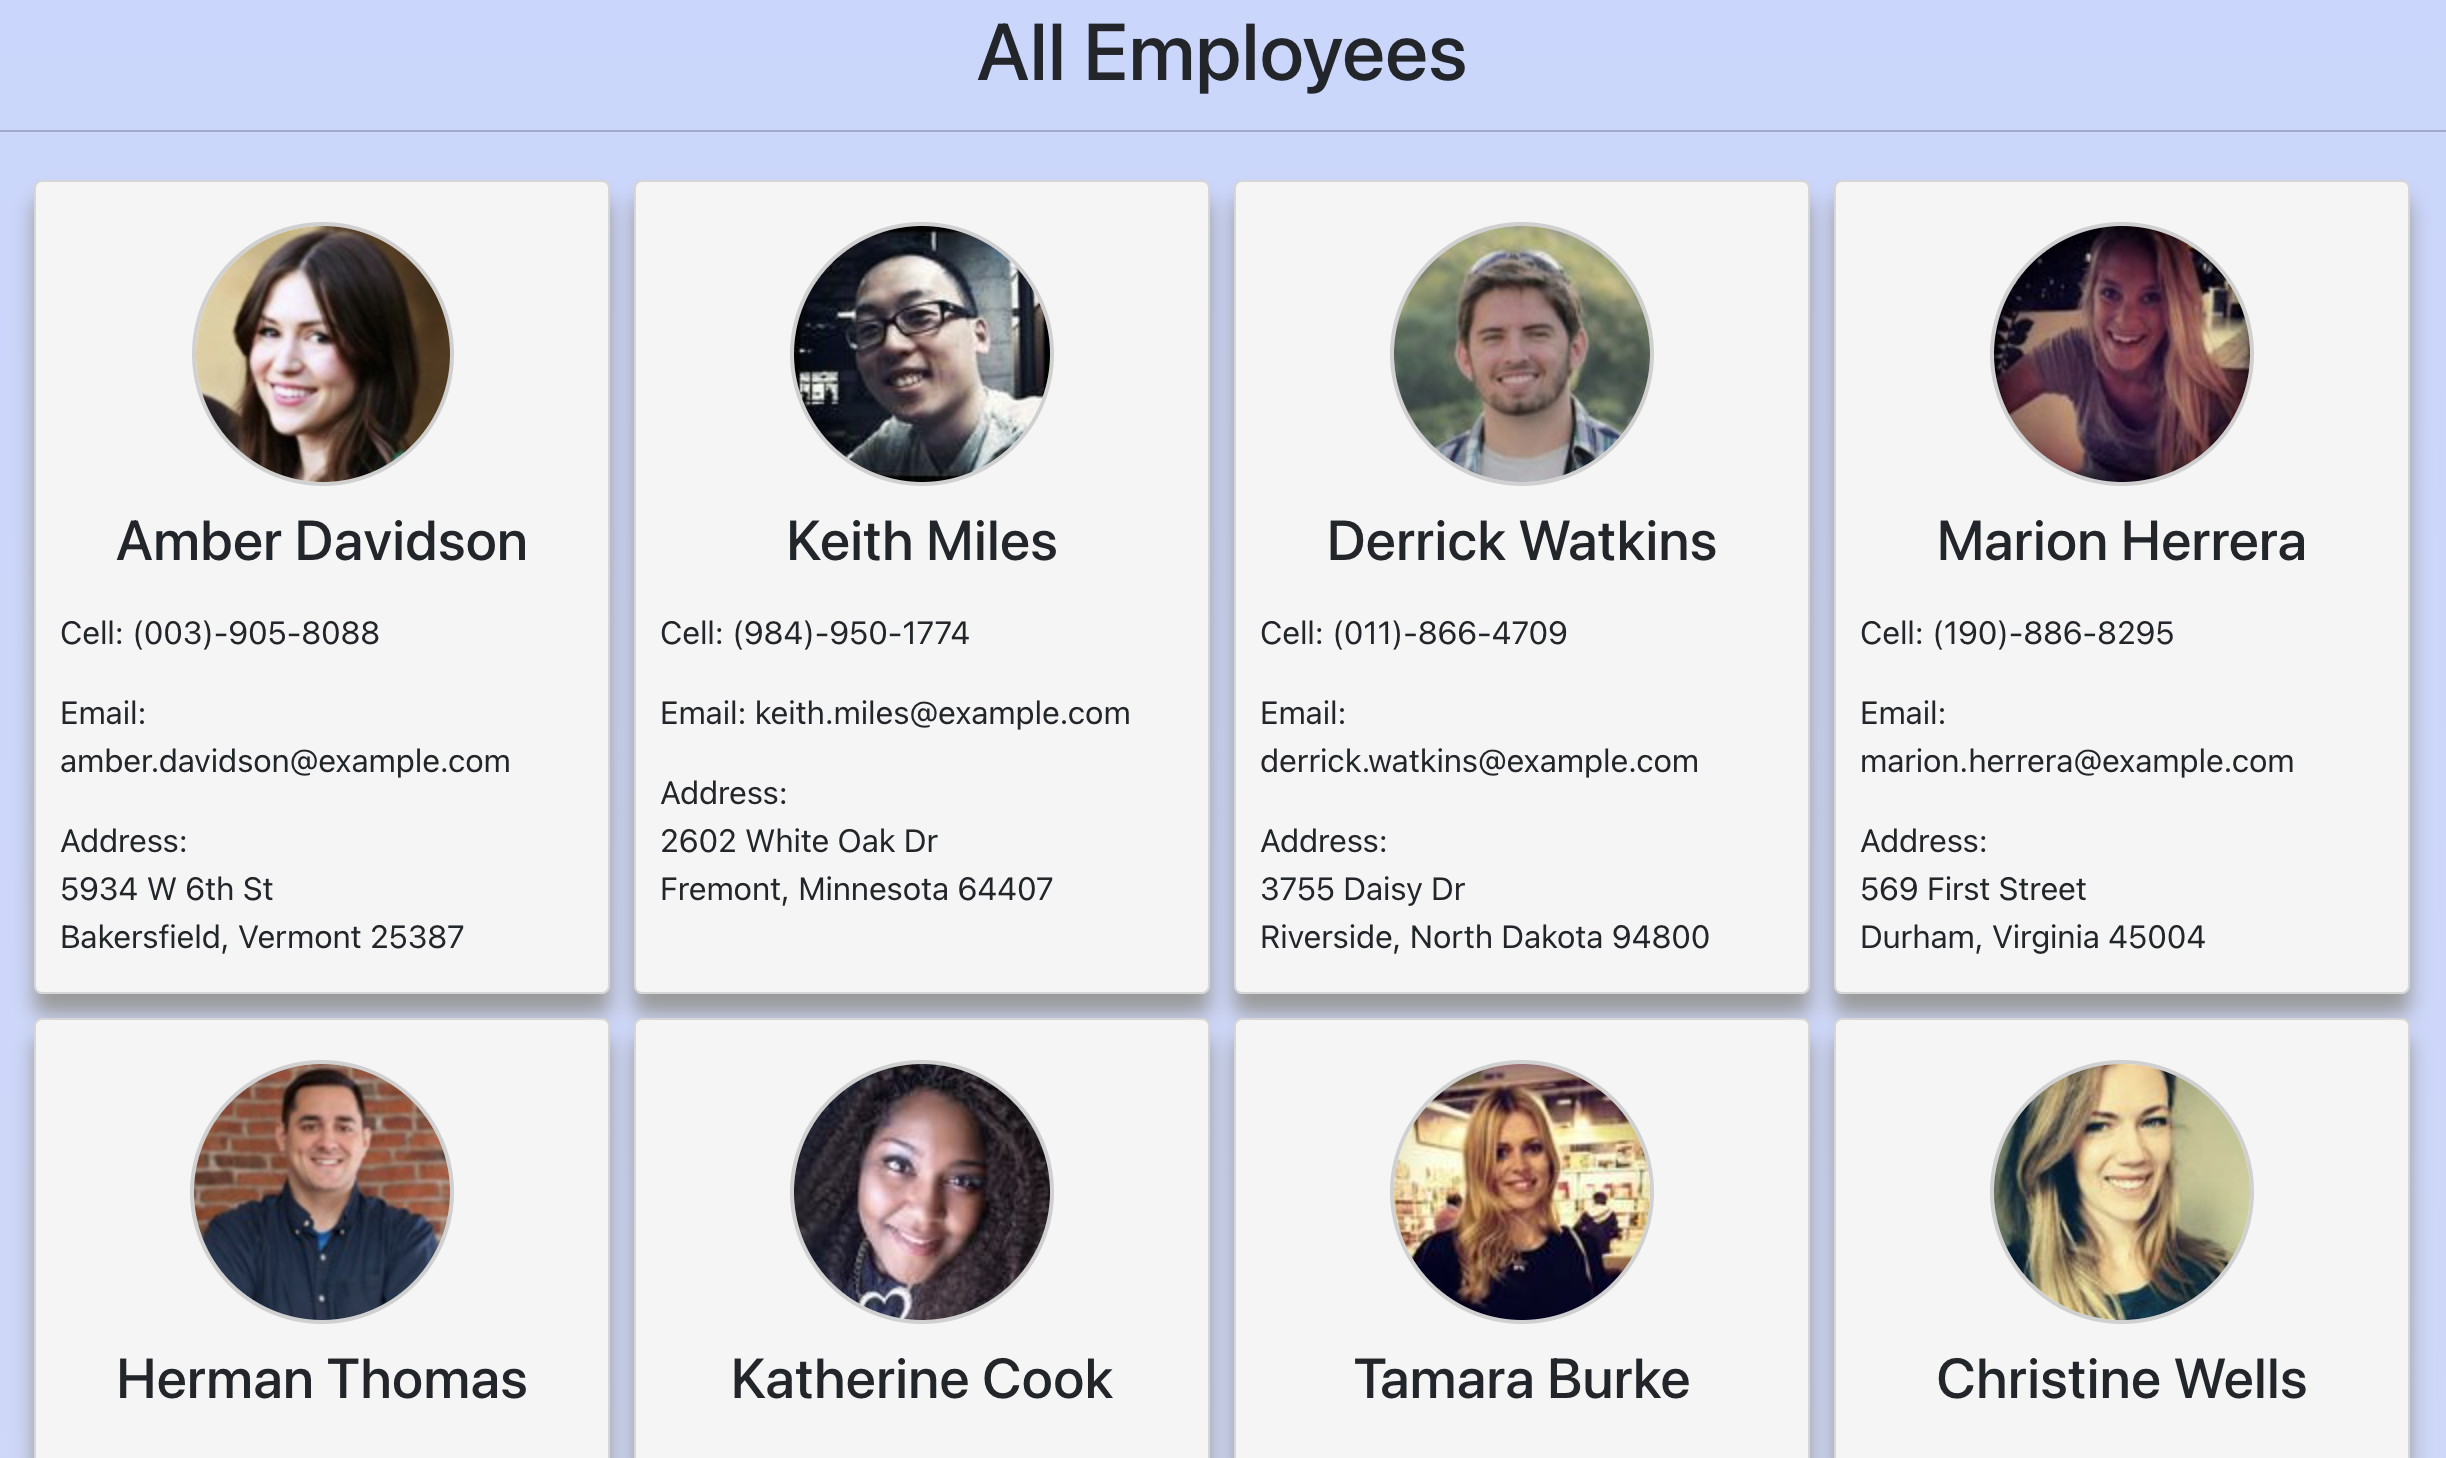 All Employees
Amber Davidson
Cell: (003)-905-8088
Email:
amber.davidson@example.com
Address:
5934 W 6th St
Bakersfield, Vermont 25387
Keith Miles
Cell: (984)-950-1774
Email: keith.miles@example.com
Address:
2602 White Oak Dr
Fremont, Minnesota 64407
Derrick Watkins
Cell: (011)-866-4709
Email:
derrick.watkins@example.com
Address:
3755 Daisy Dr
Riverside, North Dakota 94800
Marion Herrera
Cell: (190)-886-8295
Email:
marion.herrera@example.com
Address:
569 First Street
Durham, Virginia 45004
Herman Thomas
Katherine Cook
Tamara Burke
Christine Wells